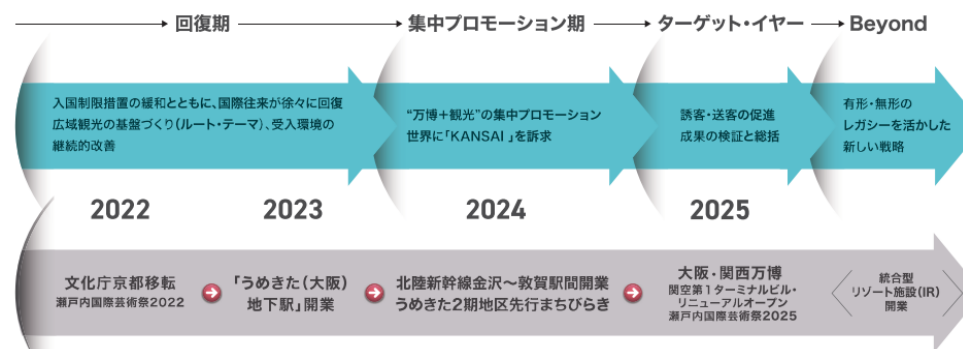 回復期
集中プロモーション期
ターゲット・イヤー
Beyond
入国制限措置の緩和とともに、国際往来が徐々に回復
広域観光の基盤づくり(ルート・テーマ)、受入環境の
継続的改善
“万博+観光”の集中プロモーション
世界に「KANSAI」を訴求
誘客・送客の促進
成果の検証と総括
有形・無形の
レガシーを活かした
新しい戦略
2022
2023
2024
2025
文化庁京都移転
瀬戸内国際芸術祭2022
「うめきた(大阪)
地下駅」開業
北陸新幹線金沢〜敦賀駅間開業
うめきた2期地区先行まちびらき
大阪・関西万博
関空第1ターミナルビル・
リニューアルオープン
瀬戸内国際芸術祭2025
統合型
リゾート施設(IR)
開業